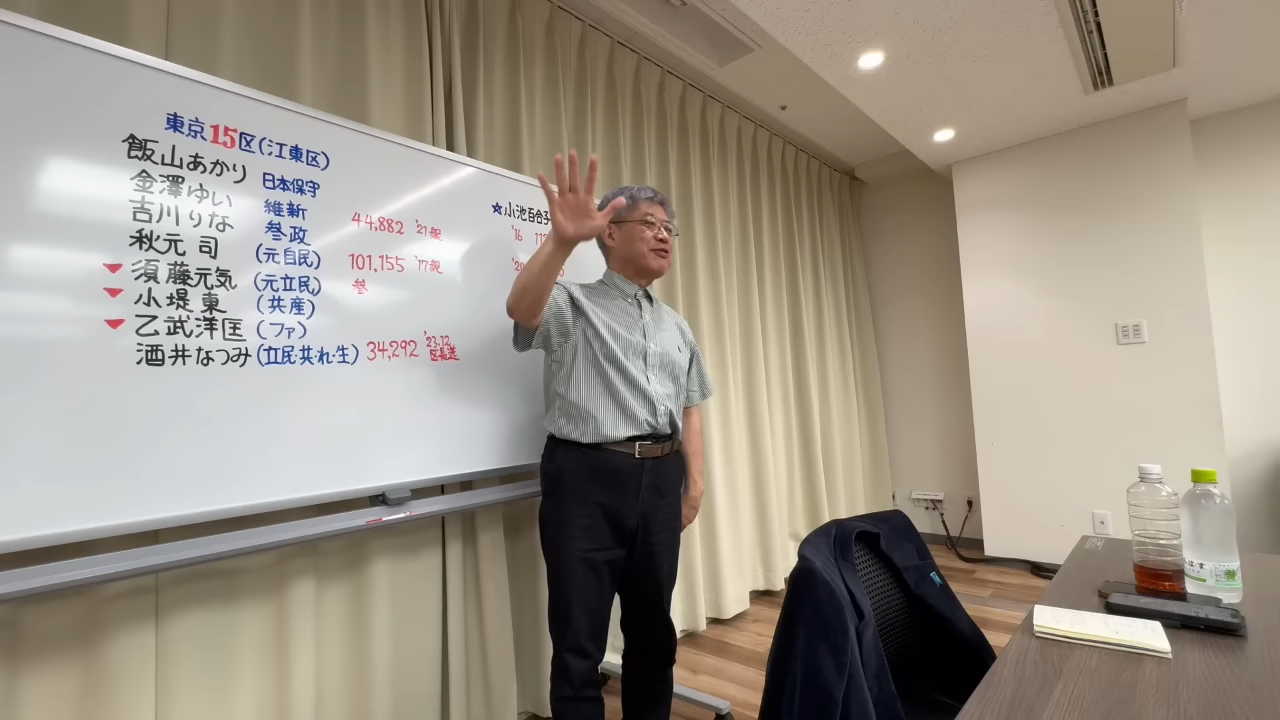 東京15区(江東区)
飯山あかり 日本保守
金澤ゆい 維新 44,882 '21衆
吉川りな 参政
秋元司 (元自民) 101,155 '17衆
▼須藤元気 (元立民) 参
▼小堤東 (共産)
▼乙武洋匡 (ファ)
酒井なつみ (立民・共・れ・生) 34,292 '23.12 区長選
☆小池百合子
'16